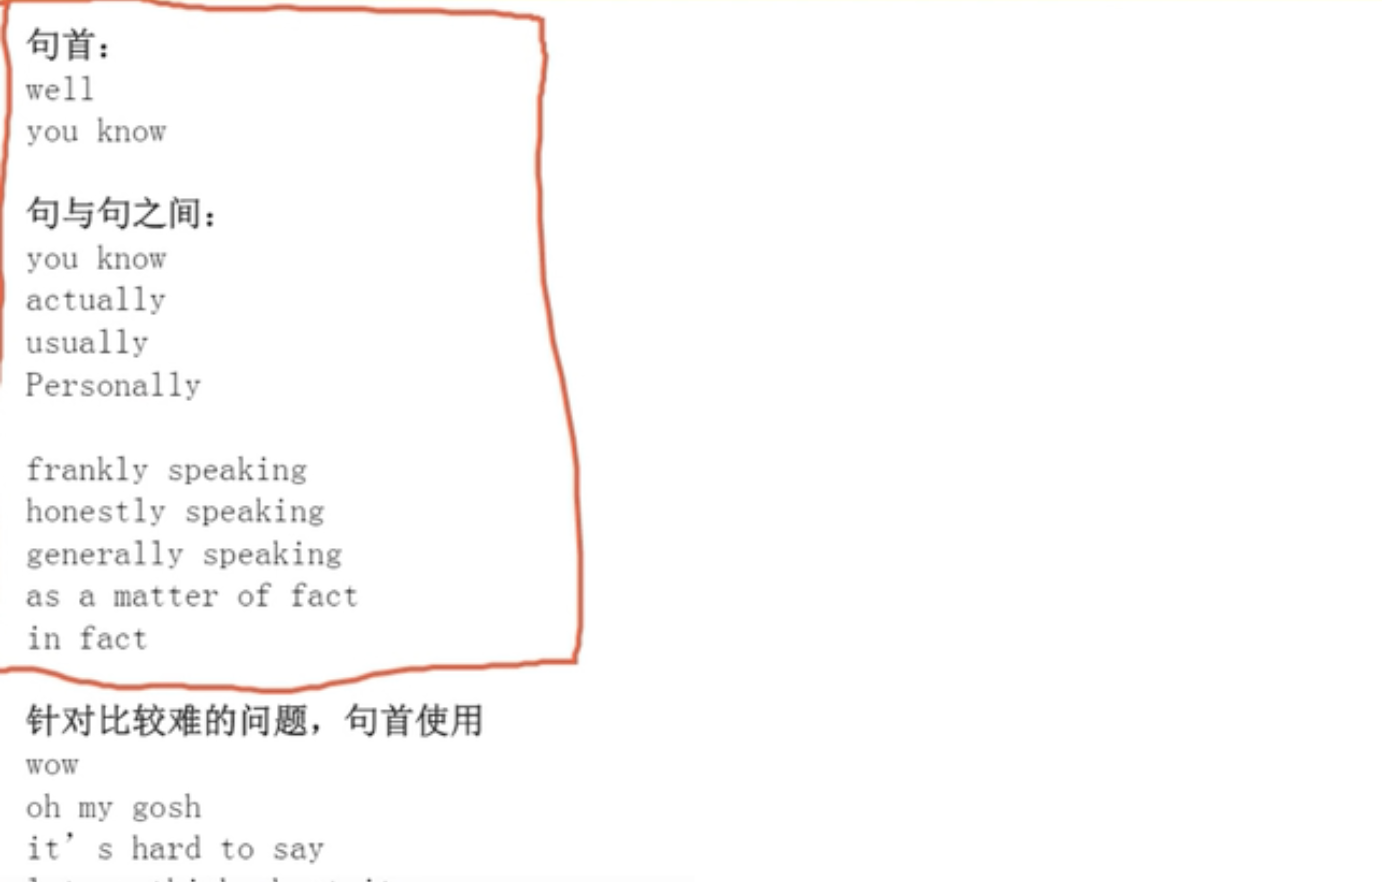 句首：
well
you know
句与句之间：
you know
actually
usually
Personally
frankly speaking
honestly speaking
generally speaking
as a matter of fact
in fact
针对比较难的问题，句首使用
wow
oh my gosh
it’s hard to say